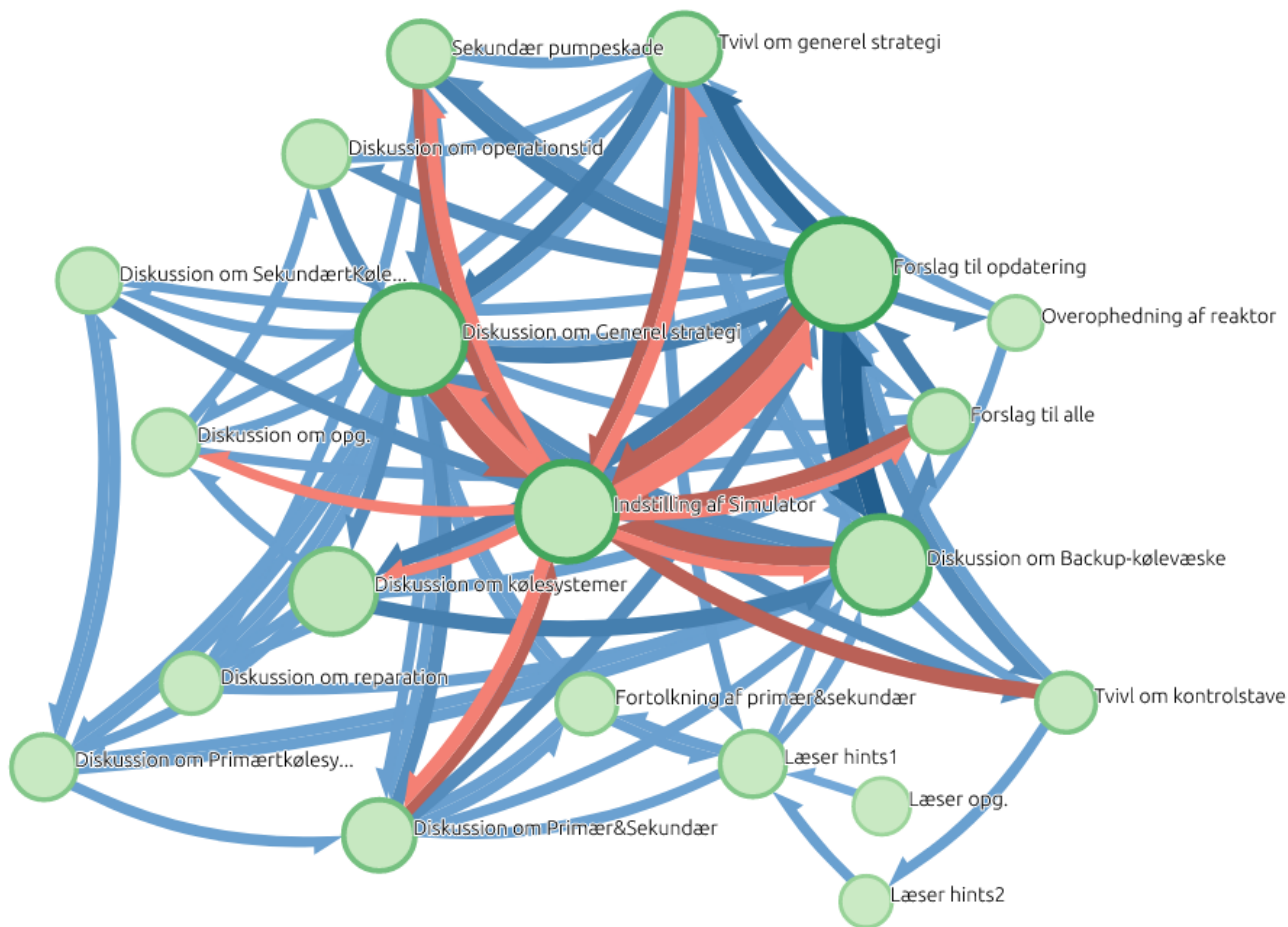 Sekundær pumpeskade
Tvivl om generel strategi
Diskussion om operationstid
Diskussion om SekundærtKøle...
Forslag til opdatering
Overophedning af reaktor
Diskussion om Generel strategi
Forslag til alle
Diskussion om opg.
Indstilling af Simulator
Diskussion om Backup-kølevæske
Diskussion om kølesystemer
Diskussion om reparation
Fortolkning af primær&sekundær
Tvivl om kontrolstave
Diskussion om Primærtkølesy...
Læser hints1
Læser opg.
Diskussion om Primær&Sekundær
Læser hints2